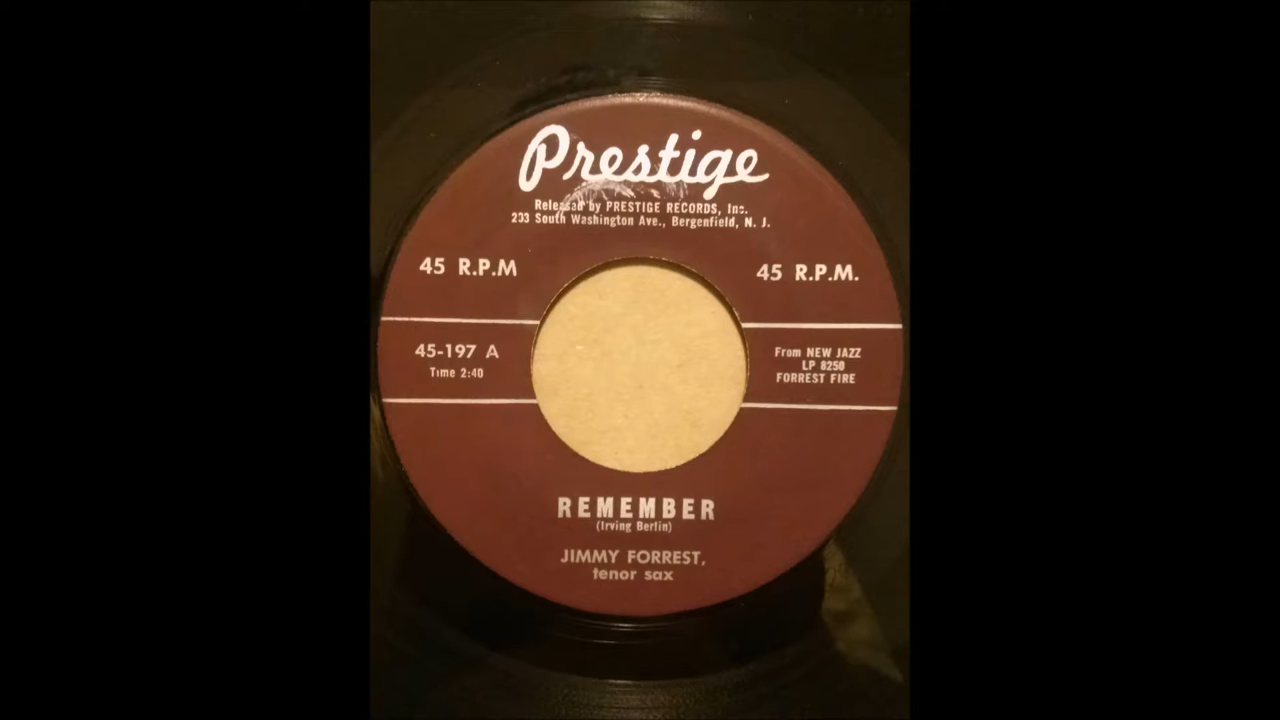 Prestige
Released by PRESTIGE RECORDS, Inc.
203 South Washington Ave., Bergenfield, N. J.
45 R.P.M
45 R.P.M.
45-197 A
Time 2:40
From NEW JAZZ
LP 8250
FORREST FIRE
REMEMBER
(Irving Berlin)
JIMMY FORREST,
tenor sax